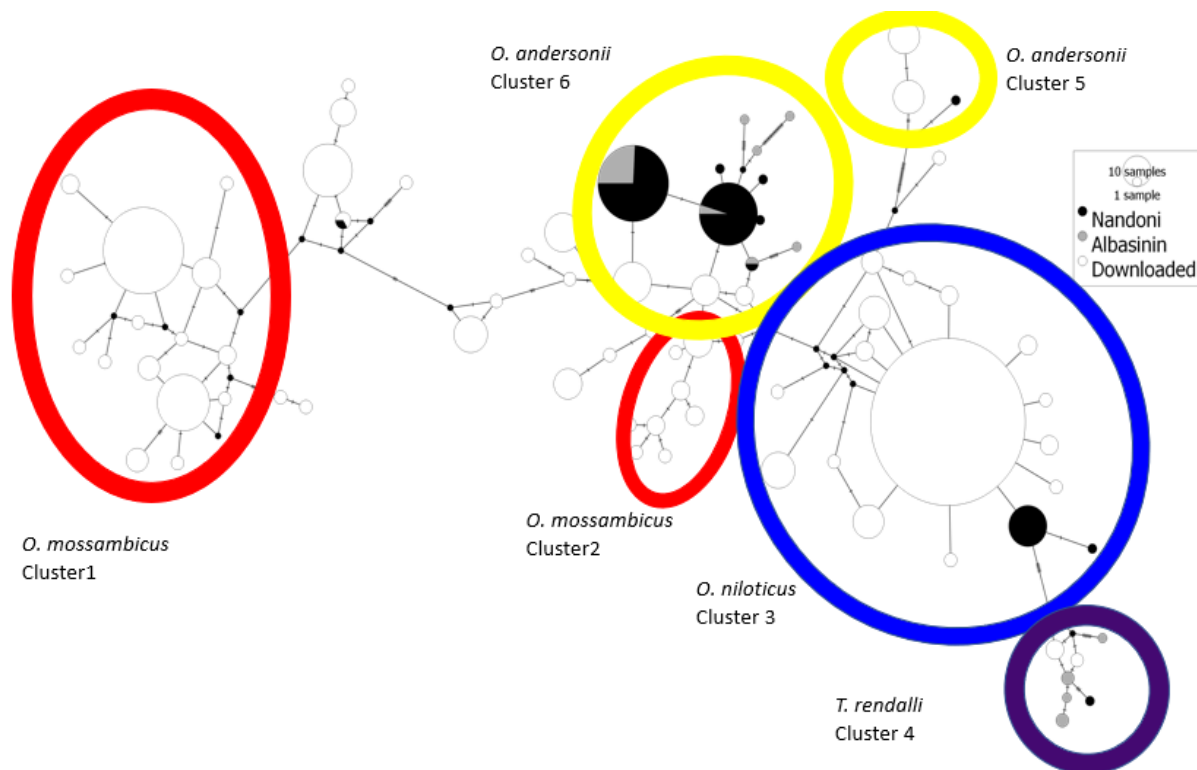 O. andersonii
Cluster 6
O. andersonii
Cluster 5
10 samples
1 sample
Nandoni
Albasinin
Downloaded
O. mossambicus
Cluster1
O. mossambicus
Cluster2
O. niloticus
Cluster 3
T. rendalli
Cluster 4